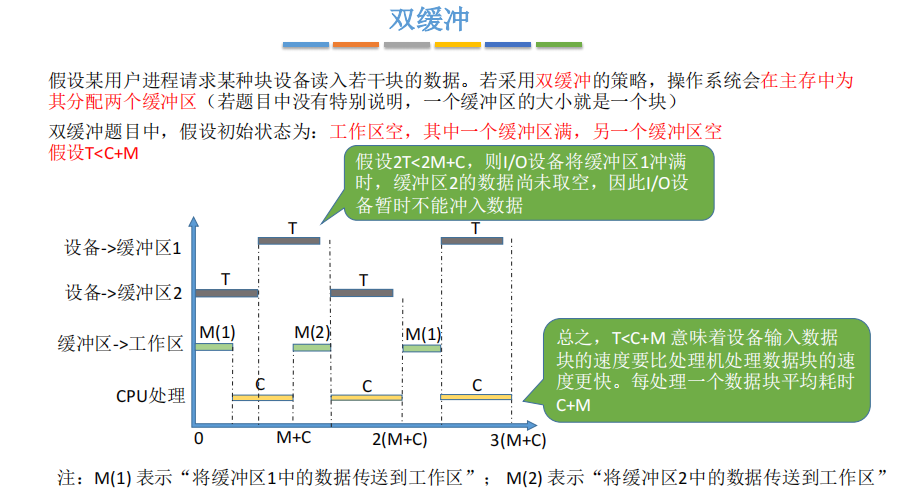 双缓冲
假设某用户进程请求某种块设备读入若干块的数据。若采用双缓冲的策略，操作系统会在主存中为
其分配两个缓冲区（若题目中没有特别说明，一个缓冲区的大小就是一个块）
双缓冲题目中，假设初始状态为：工作区空，其中一个缓冲区满，另一个缓冲区空
假设T<C+M
假设2T<2M+C，则I/O设备将缓冲区1冲满
时，缓冲区2的数据尚未取空，因此I/O设
备暂时不能冲入数据
T T
设备->缓冲区1
T T
设备->缓冲区2
M(1) M(2) M(1)
缓冲区->工作区
C C C
CPU处理
总之，T<C+M 意味着设备输入数据
块的速度要比处理机处理数据块的速
度更快。每处理一个数据块平均耗时
C+M
0 M+C 2(M+C) 3(M+C)
注：M(1) 表示“将缓冲区1中的数据传送到工作区”； M(2) 表示“将缓冲区2中的数据传送到工作区”